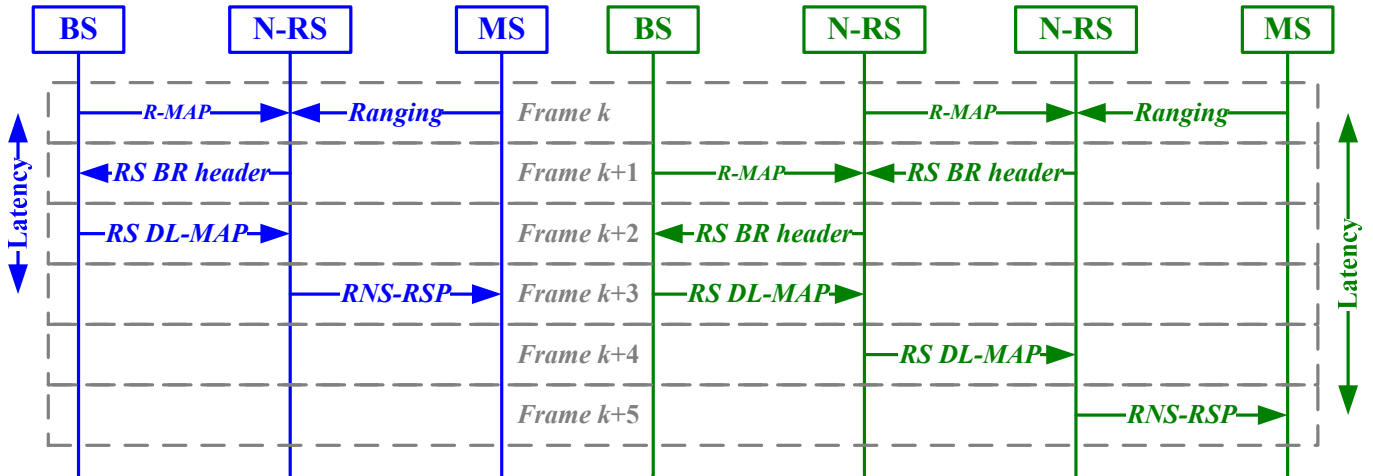 BS N-RS MS BS N-RS N-RS MS
R-MAP Ranging Frame k R-MAP Ranging
RS BR header Frame k+1 R-MAP RS BR header
RS DL-MAP Frame k+2 RS BR header
RNS-RSP Frame k+3 RS DL-MAP
Frame k+4 RS DL-MAP
Frame k+5 RNS-RSP
Latency
Latency